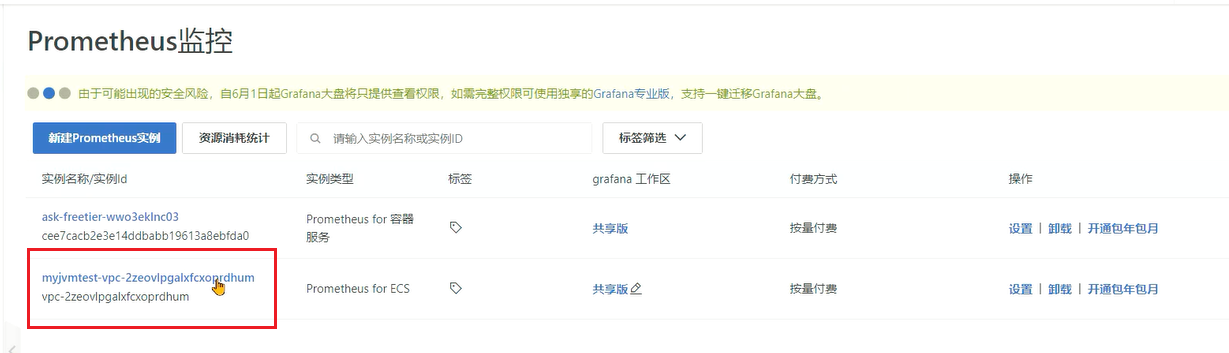 Prometheus监控
由于可能出现的安全风险，自6月1日起Grafana大盘将只提供查看权限，如需完整权限可使用独享的Grafana专业版，支持一键迁移Grafana大盘。
新建Prometheus实例 资源消耗统计 请输入实例名称或实例ID 标签筛选
实例名称/实例Id 实例类型 标签 grafana 工作区 付费方式 操作
ask-freetier-wwo3eklnc03 Prometheus for 容器
服务 共享版 按量付费 设置 | 卸载 | 开通包年包月
cee7cacb2e3e14ddbabb19613a8ebfda0
myjvmtest-vpc-2zeovlpgalxfcxoprdhum Prometheus for ECS 共享版 按量付费 设置 | 卸载 | 开通包年包月
vpc-2zeovlpgalxfcxoprdhum